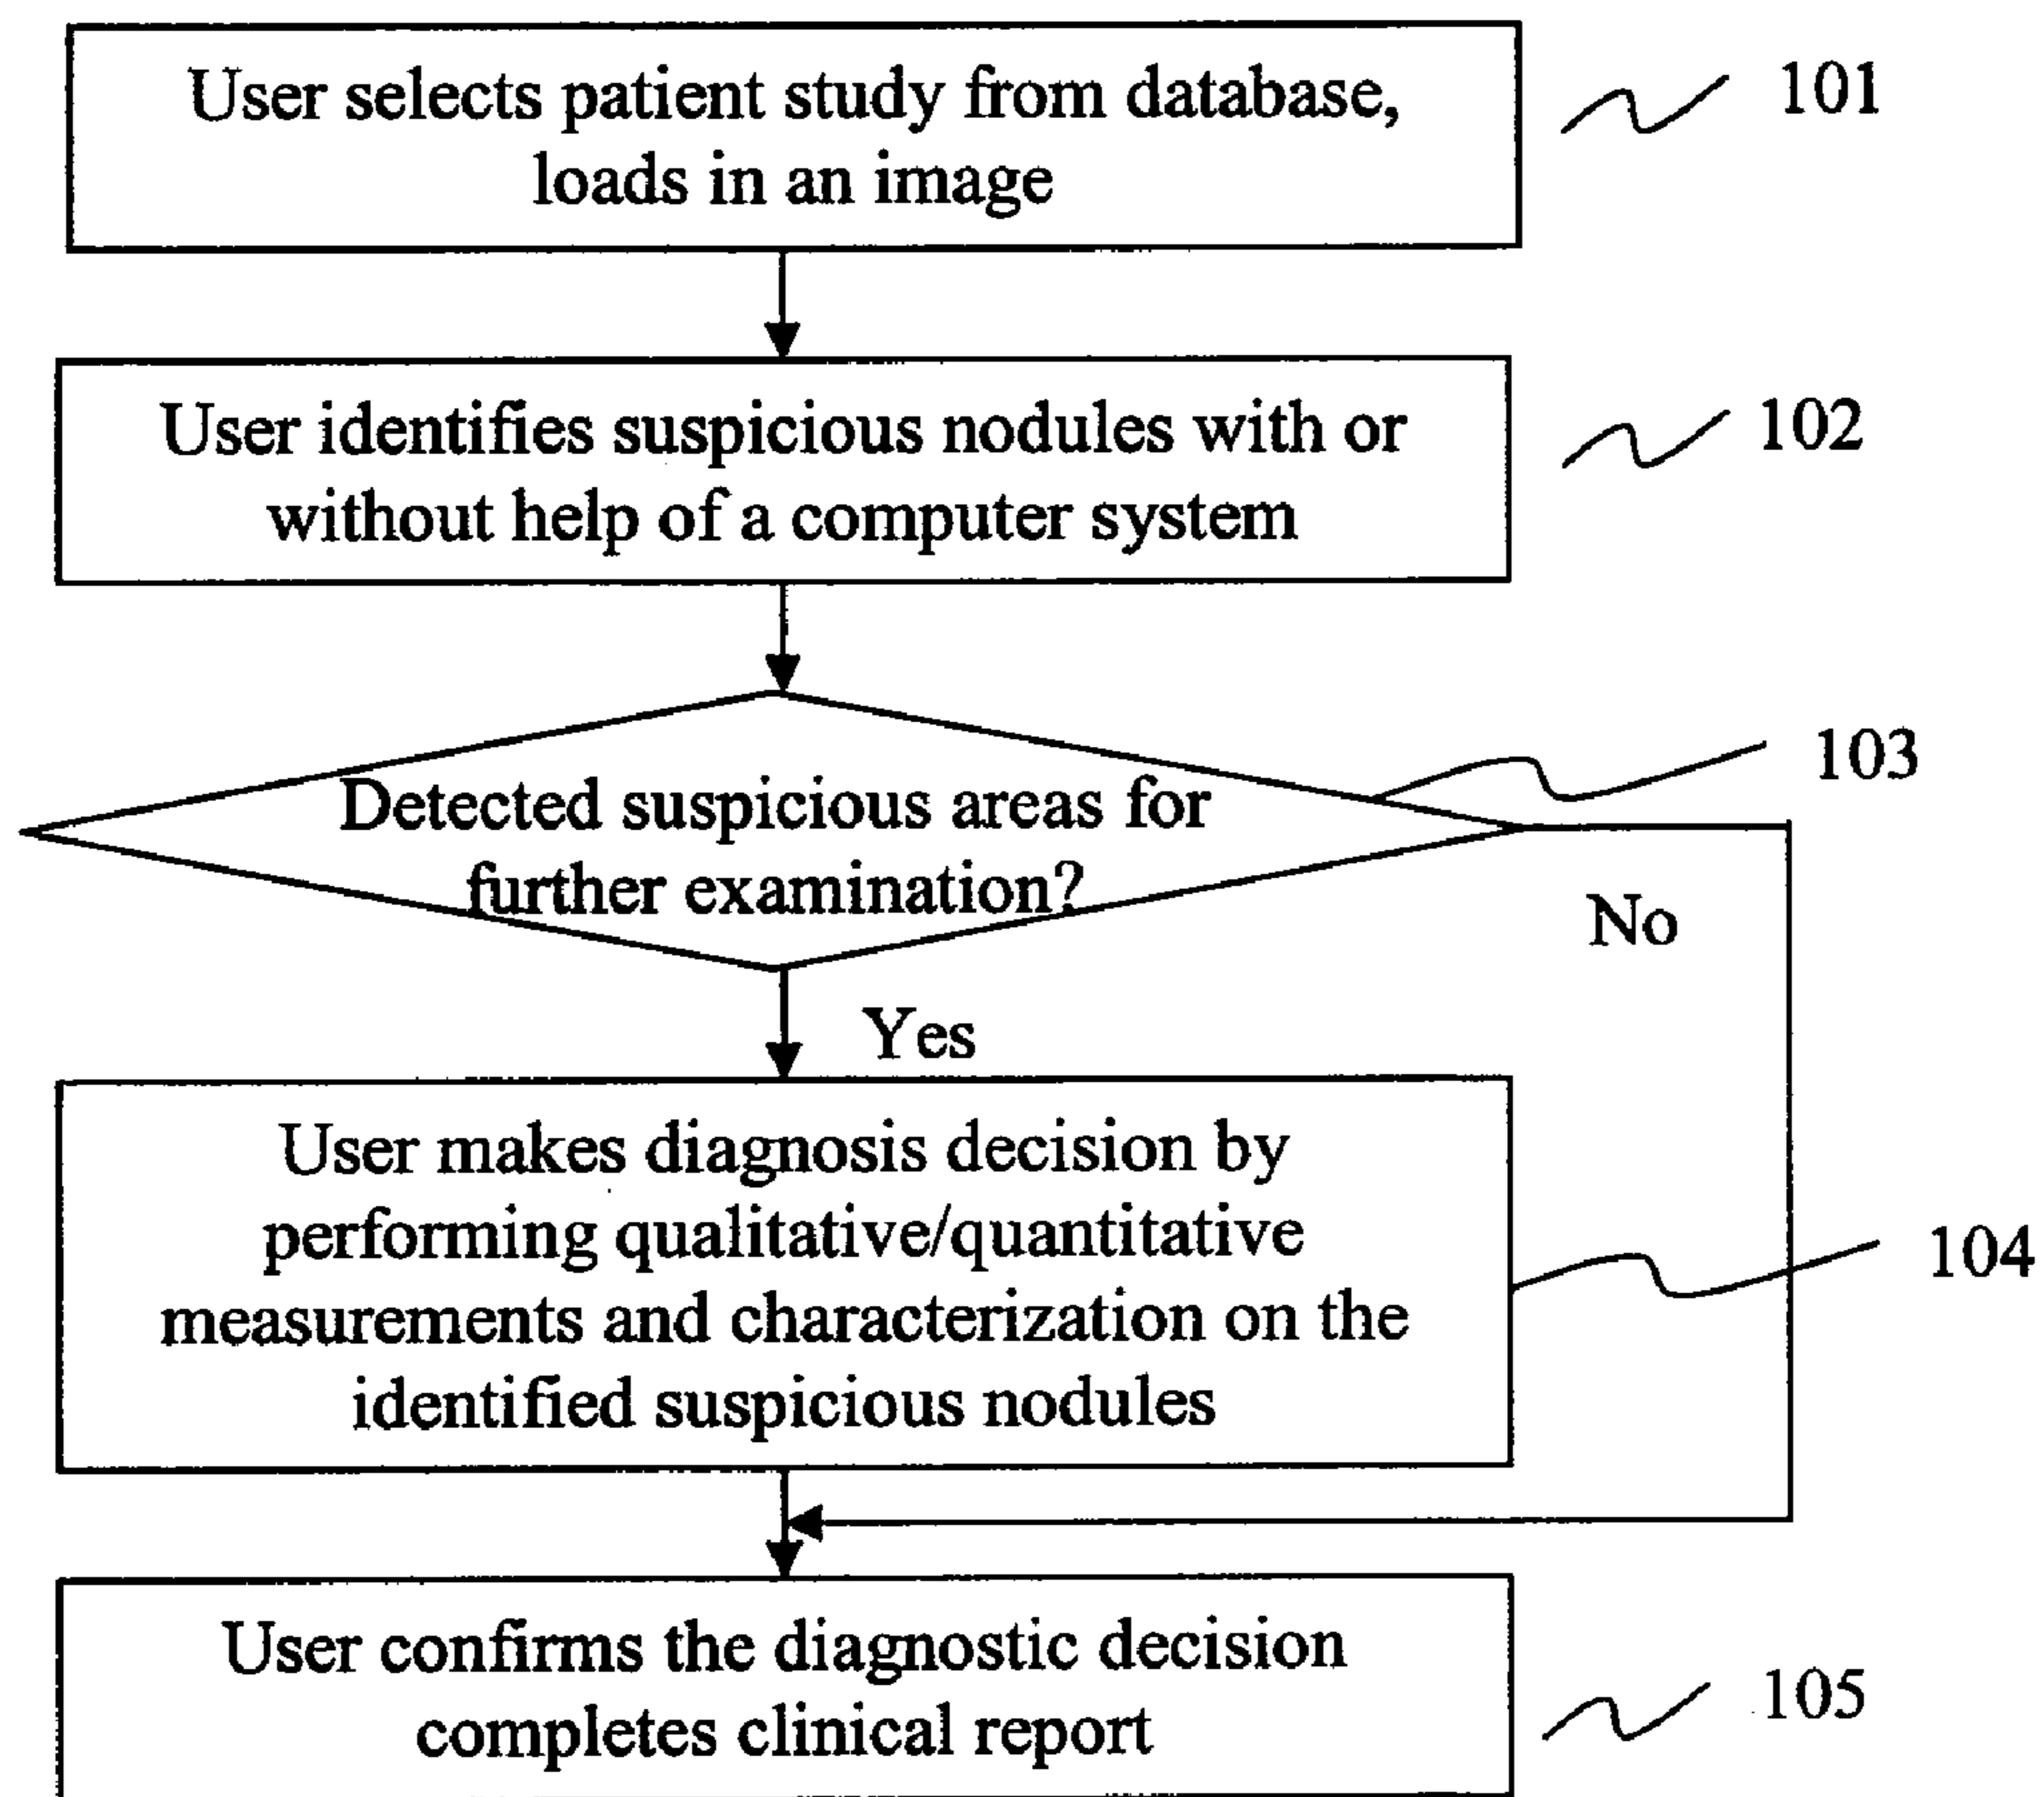 User selects patient study from database,
loads in an image
101
User identifies suspicious nodules with or
without help of a computer system
102
Detected suspicious areas for
further examination?
103
No
Yes
User makes diagnosis decision by
performing qualitative/quantitative
measurements and characterization on the
identified suspicious nodules
104
User confirms the diagnostic decision
completes clinical report
105